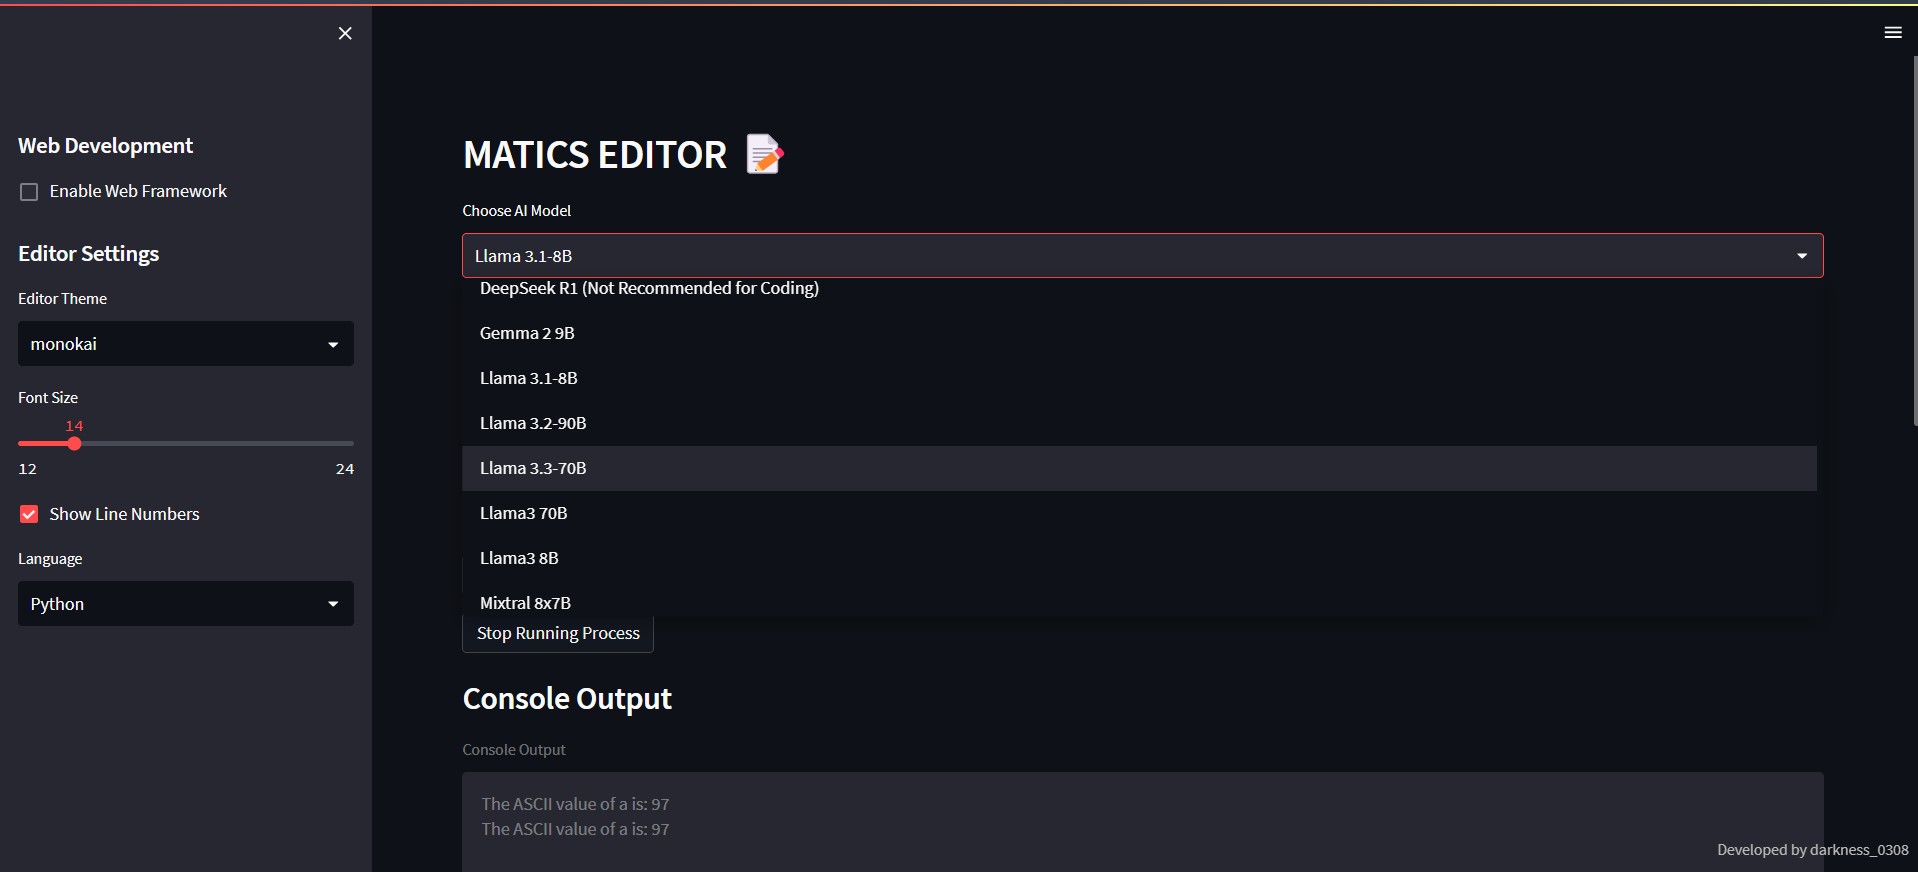 Web Development
Enable Web Framework
Editor Settings
Editor Theme
monokai
Font Size
14
12 24
Show Line Numbers
Language
Python
MATICS EDITOR
Choose AI Model
Llama 3.1-8B
DeepSeek R1 (Not Recommended for Coding)
Gemma 2 9B
Llama 3.1-8B
Llama 3.2-90B
Llama 3.3-70B
Llama3 70B
Llama3 8B
Mixtral 8x7B
Stop Running Process
Console Output
Console Output
The ASCII value of a is: 97
The ASCII value of a is: 97
Developed by darkness_0308